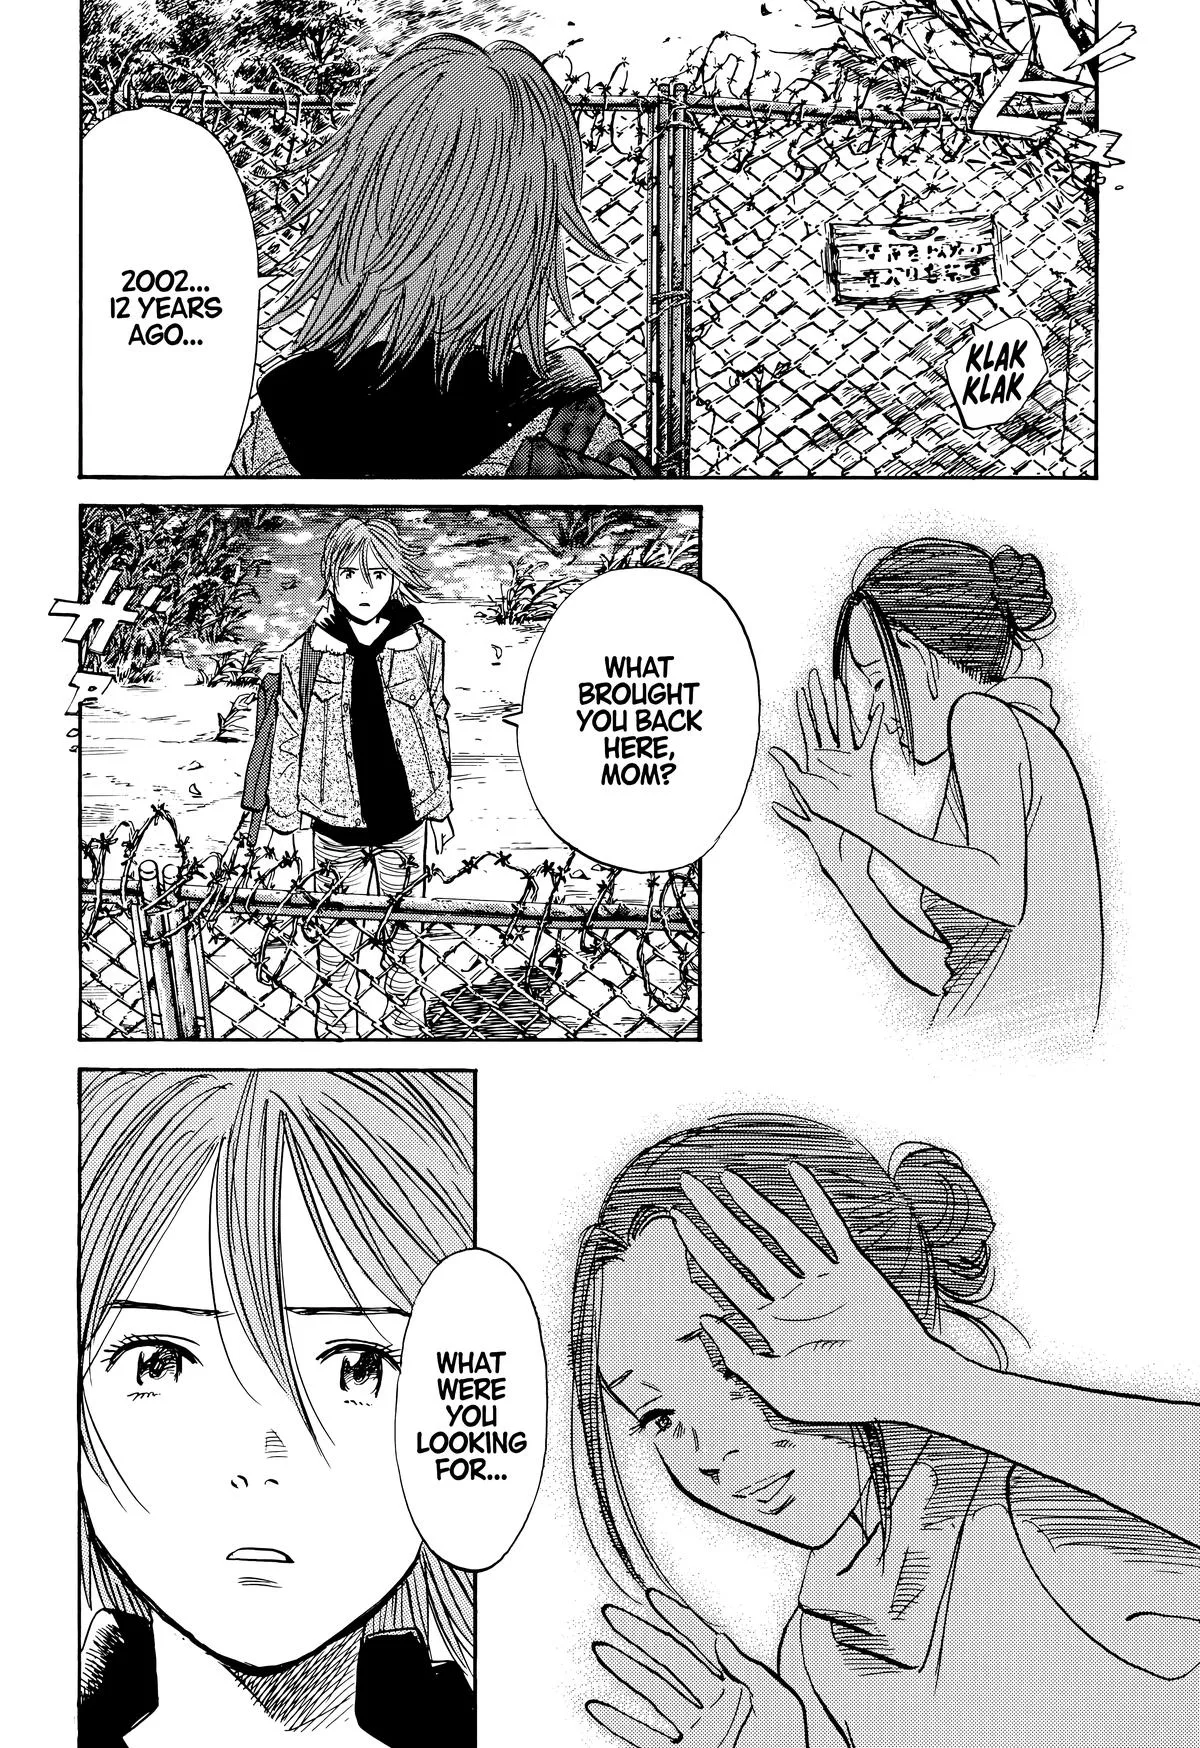 2002...
12 YEARS
AGO...
KLAK
KLAK
WHAT
BROUGHT
YOU BACK
HERE,
MOM?
WHAT
WERE
YOU
LOOKING
FOR...